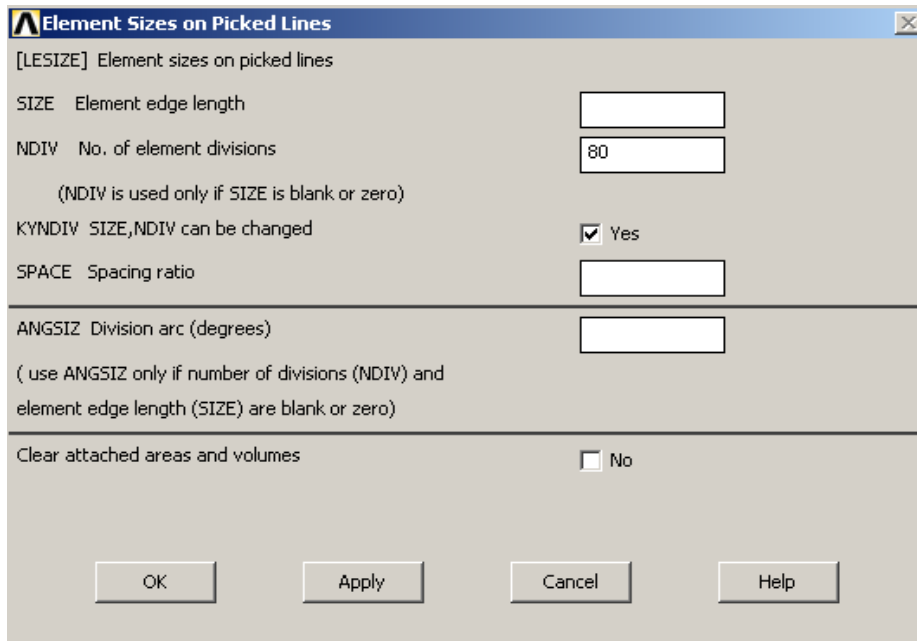 Element Sizes on Picked Lines
[LESIZE] Element sizes on picked lines
SIZE Element edge length
NDIV No. of element divisions 80
(NDIV is used only if SIZE is blank or zero)
KYNDIV SIZE,NDIV can be changed Yes
SPACE Spacing ratio
ANGSIZ Division arc (degrees)
( use ANGSIZ only if number of divisions (NDIV) and
element edge length (SIZE) are blank or zero)
Clear attached areas and volumes No
OK Apply Cancel Help